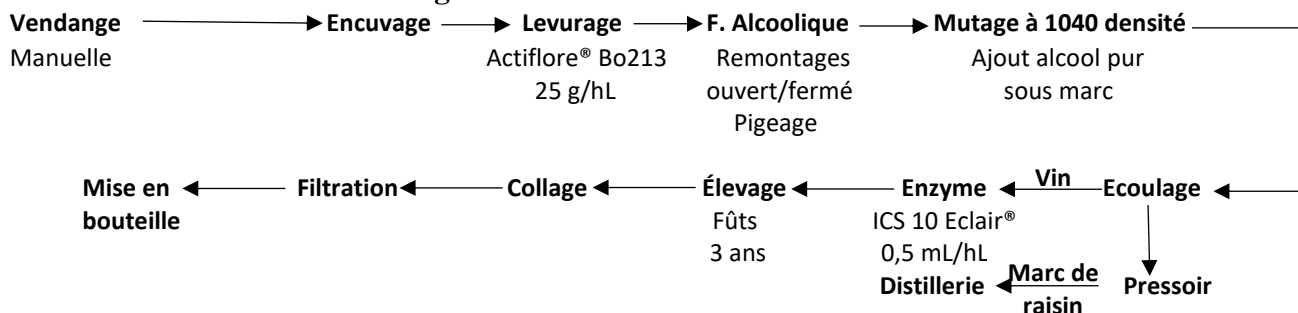 Vendange
Manuelle
Encuvage
Levurage
Actiflore® Bo213
25 g/hL
F. Alcoolique
Remontages
ouvert/fermé
Pigeage
Mutage à 1040 densité
Ajout alcool pur
sous marc
Ecoulage
Vin
Enzyme
ICS 10 Eclair®
0,5 mL/hL
Élevage
Fûts
3 ans
Collage
Filtration
Mise en
bouteille
Pressoir
Marc de
raisin
Distillerie